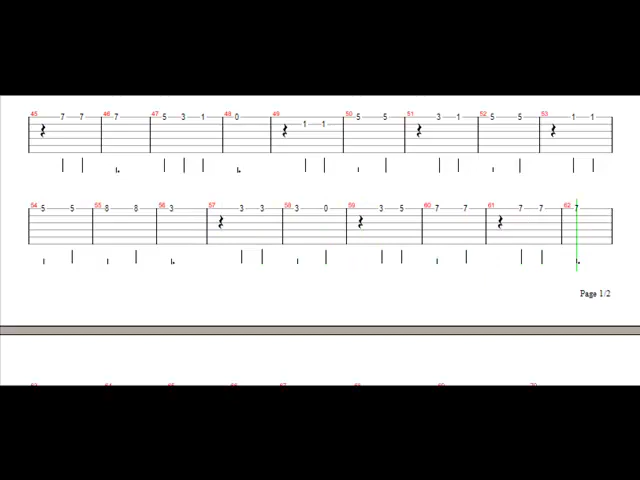 45 46 47 48 49 50 51 52 53
7 7 7 5 3 1 0 1 1 5 5 3 1 5 5 1 1
54 55 56 57 58 59 60 61 62
5 5 8 8 3 3 3 3 0 3 5 7 7 7 7 7
Page 1/2